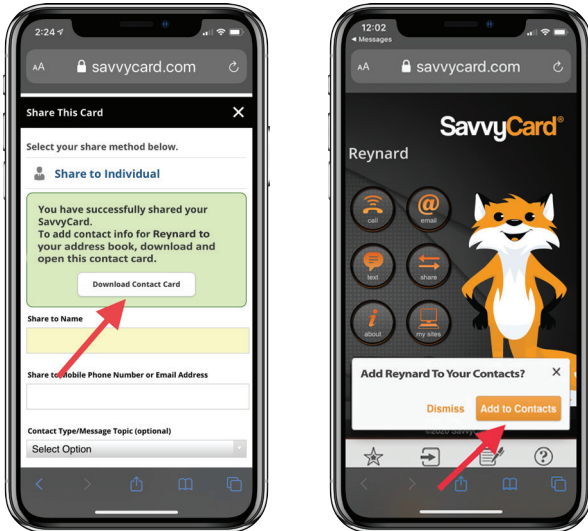 2:24
AA savvycard.com
Share This Card
Select your share method below.
Share to Individual
You have successfully shared your
SavvyCard.
To add contact info for Reynard to
your address book, download and
open this contact card.
Download Contact Card
Share to Name
Share to Mobile Phone Number or Email Address
Contact Type/Message Topic (optional)
Select Option
12:02
Messages
AA savvycard.com
SavvyCard®
Reynard
call
email
text
share
about
my sites
Add Reynard To Your Contacts?
Dismiss
Add to Contacts
©2020 Savvy